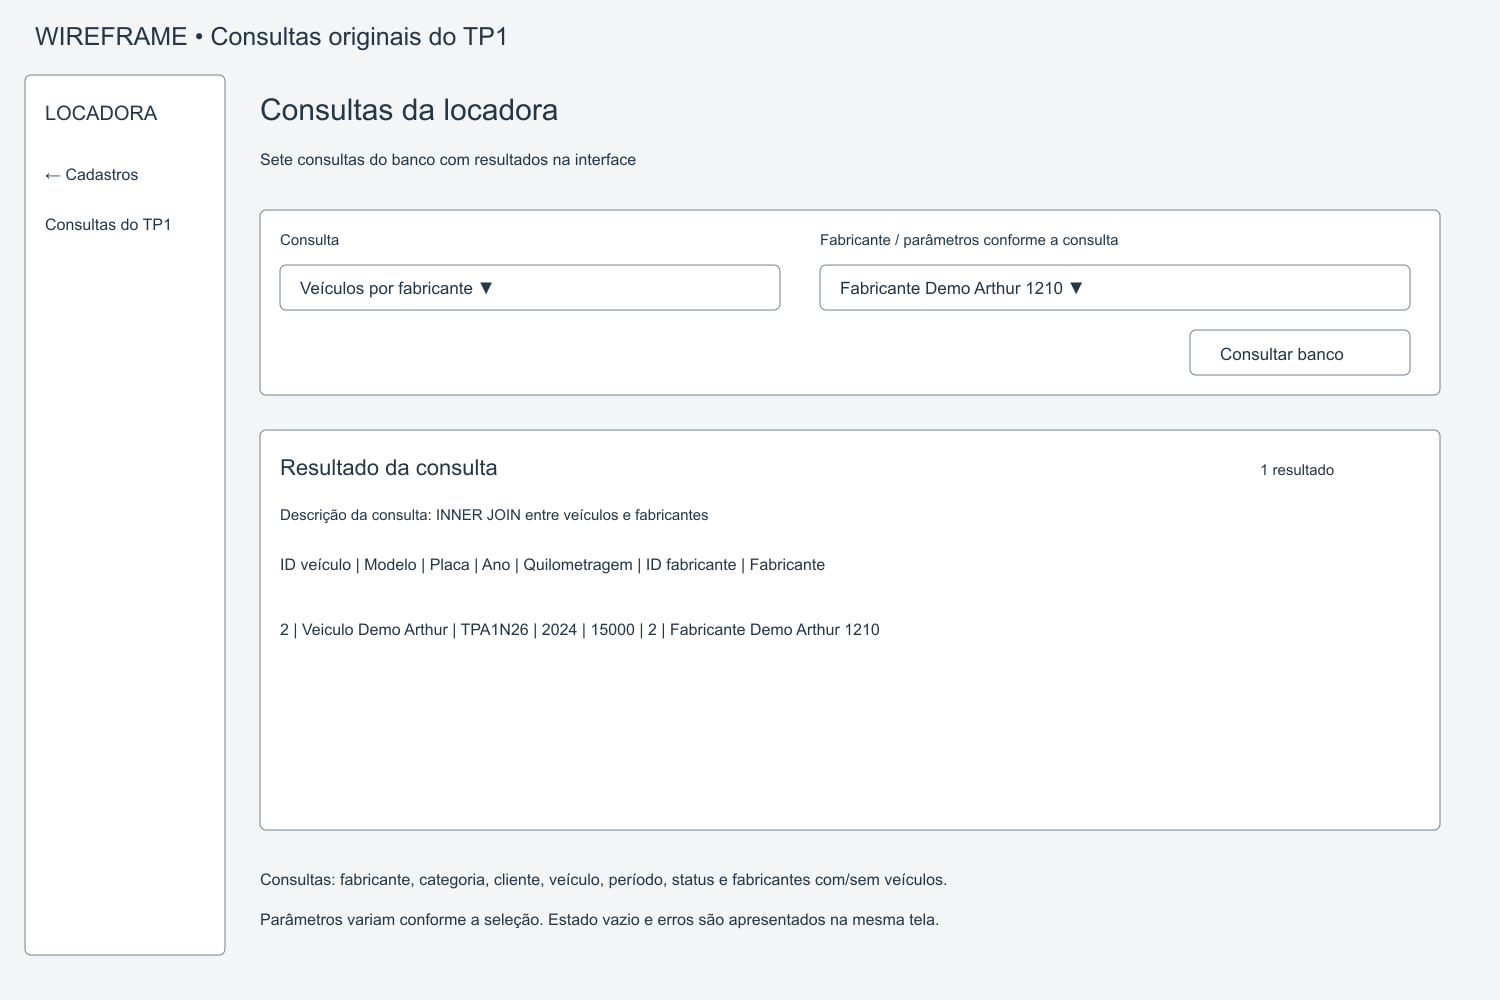 WIREFRAME • Consultas originais do TP1
LOCADORA
← Cadastros
Consultas do TP1
Consultas da locadora
Sete consultas do banco com resultados na interface
Consulta
Veículos por fabricante ▼
Fabricante / parâmetros conforme a consulta
Fabricante Demo Arthur 1210 ▼
Consultar banco
Resultado da consulta
1 resultado
Descrição da consulta: INNER JOIN entre veículos e fabricantes
ID veículo | Modelo | Placa | Ano | Quilometragem | ID fabricante | Fabricante
2 | Veiculo Demo Arthur | TPA1N26 | 2024 | 15000 | 2 | Fabricante Demo Arthur 1210
Consultas: fabricante, categoria, cliente, veículo, período, status e fabricantes com/sem veículos.
Parâmetros variam conforme a seleção. Estado vazio e erros são apresentados na mesma tela.